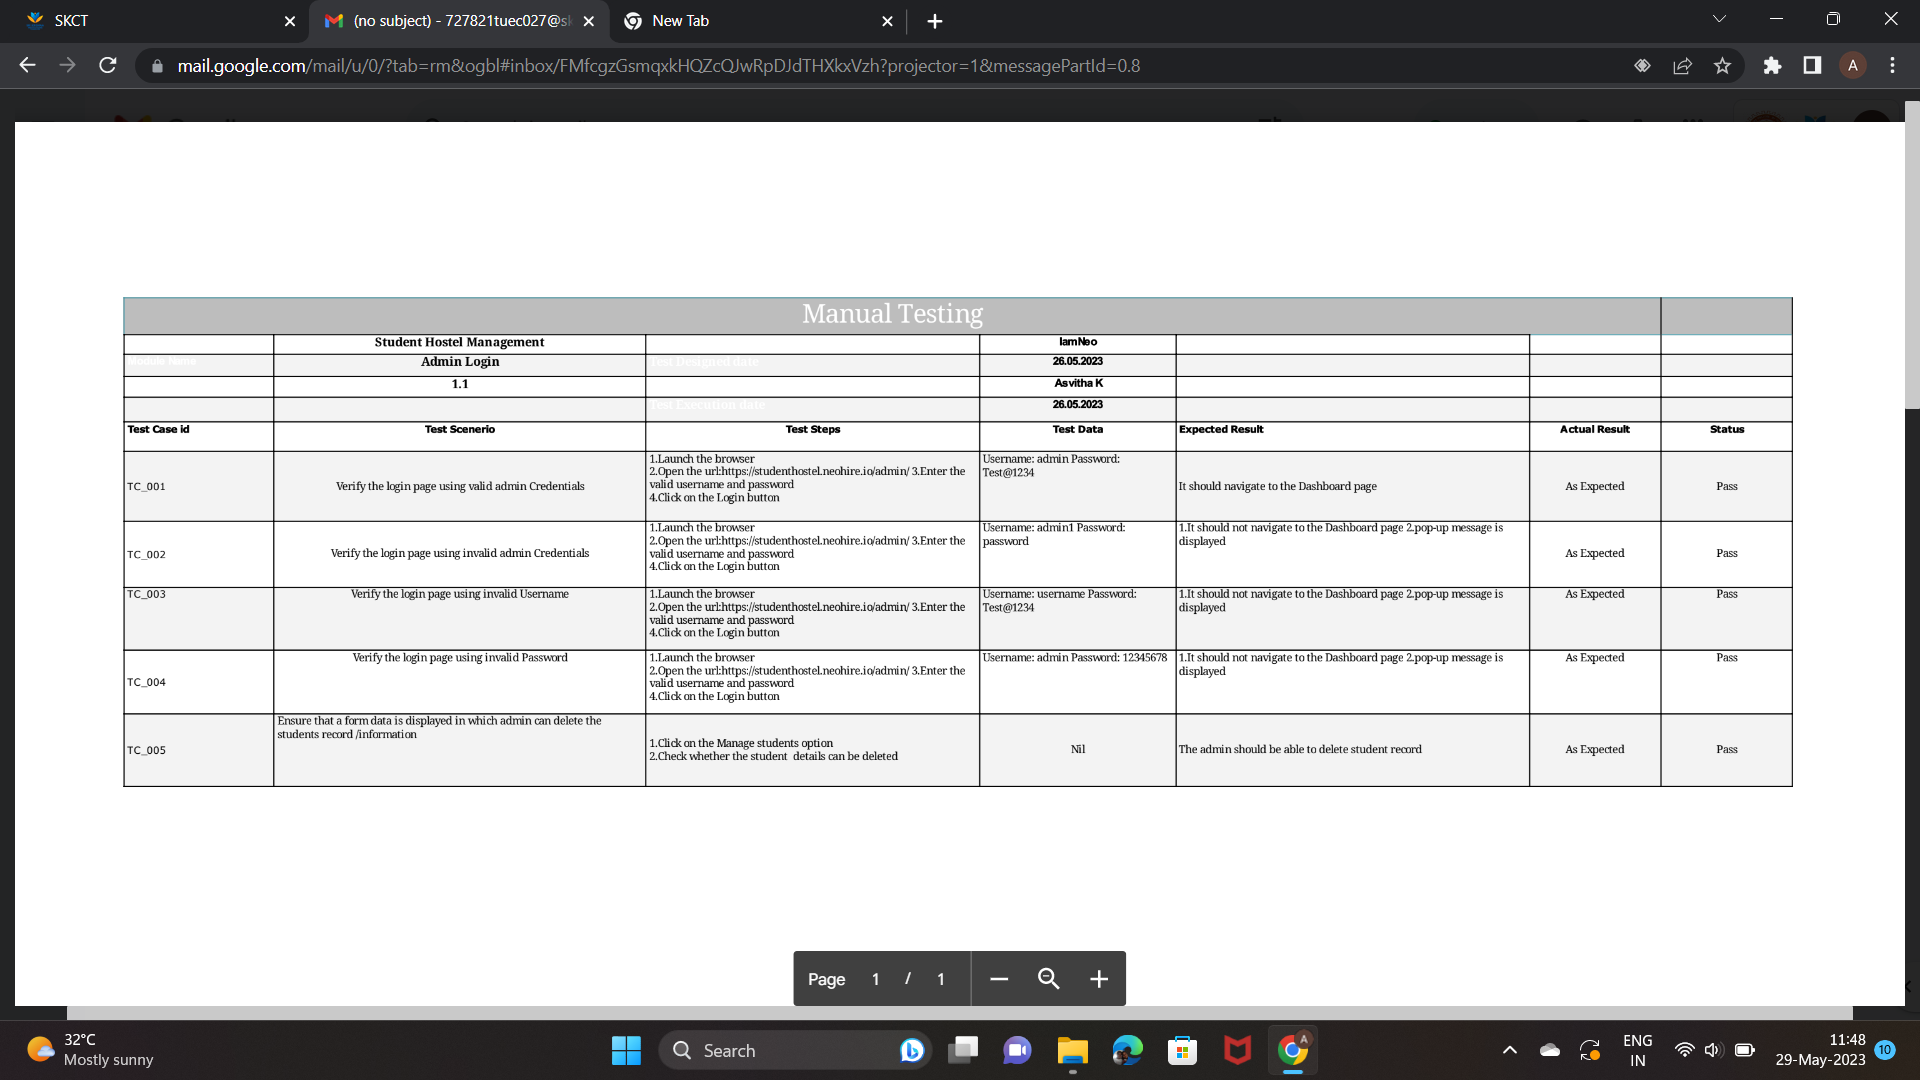 SKCT
(no subject) - 727821tuec027@sk
New Tab
mail.google.com/mail/u/0/?tab=rm&ogbl#inbox/FMfcgzGsmqxkHQZcQJwRpDJdTHXkxVzh?projector=1&messagePartId=0.8
A
Manual Testing
Student Hostel Management
IamNeo
Module Name
Admin Login
Test Designed date
26.05.2023
1.1
Asvitha K
Test Execution date
26.05.2023
Test Case id
Test Scenerio
Test Steps
Test Data
Expected Result
Actual Result
Status
TC_001
Verify the login page using valid admin Credentials
1.Launch the browser
2.Open the url:https://studenthostel.neohire.io/admin/ 3.Enter the
valid username and password
4.Click on the Login button
Username: admin Password:
Test@1234
It should navigate to the Dashboard page
As Expected
Pass
TC_002
Verify the login page using invalid admin Credentials
1.Launch the browser
2.Open the url:https://studenthostel.neohire.io/admin/ 3.Enter the
valid username and password
4.Click on the Login button
Username: admin1 Password:
password
1.It should not navigate to the Dashboard page 2.pop-up message is
displayed
As Expected
Pass
TC_003
Verify the login page using invalid Username
1.Launch the browser
2.Open the url:https://studenthostel.neohire.io/admin/ 3.Enter the
valid username and password
4.Click on the Login button
Username: username Password:
Test@1234
1.It should not navigate to the Dashboard page 2.pop-up message is
displayed
As Expected
Pass
TC_004
Verify the login page using invalid Password
1.Launch the browser
2.Open the url:https://studenthostel.neohire.io/admin/ 3.Enter the
valid username and password
4.Click on the Login button
Username: admin Password: 12345678
1.It should not navigate to the Dashboard page 2.pop-up message is
displayed
As Expected
Pass
TC_005
Ensure that a form data is displayed in which admin can delete the
students record /information
1.Click on the Manage students option
2.Check whether the student details can be deleted
Nil
The admin should be able to delete student record
As Expected
Pass
Page 1 / 1
32°C
Mostly sunny
Search
A
ENG
IN
11:48
29-May-2023
10